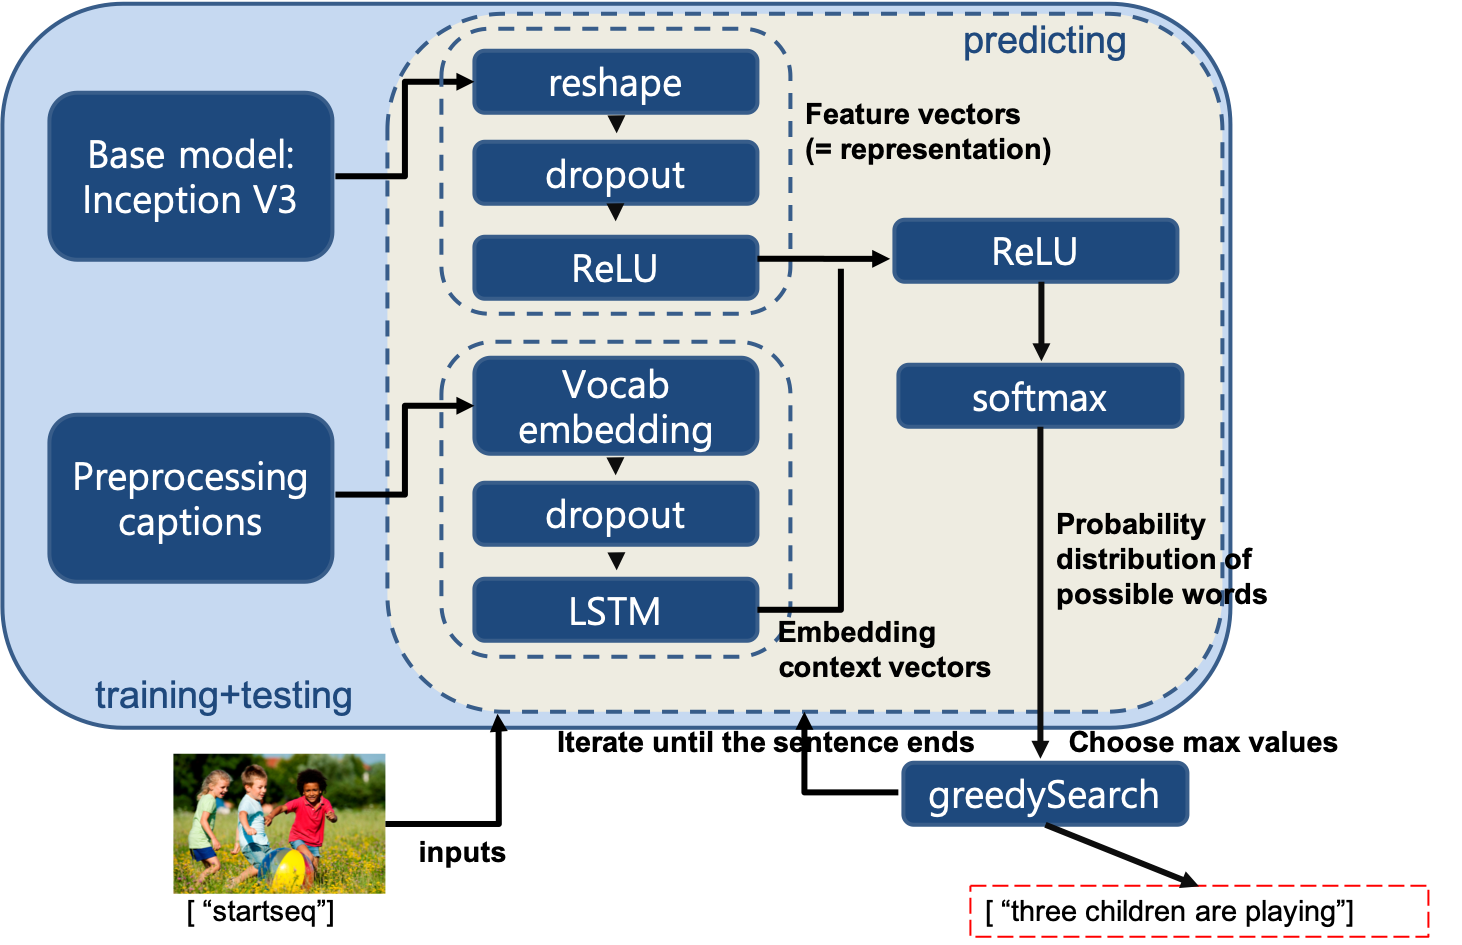 predicting
reshape
Base model:
Inception V3
Feature vectors
(= representation)
dropout
ReLU
ReLU
Vocab
embedding
softmax
Preprocessing
captions
dropout
LSTM
Probability
distribution of
possible words
Embedding
context vectors
training+testing
Iterate until the sentence ends
Choose max values
greedySearch
inputs
[ “startseq”]
[ “three children are playing”]